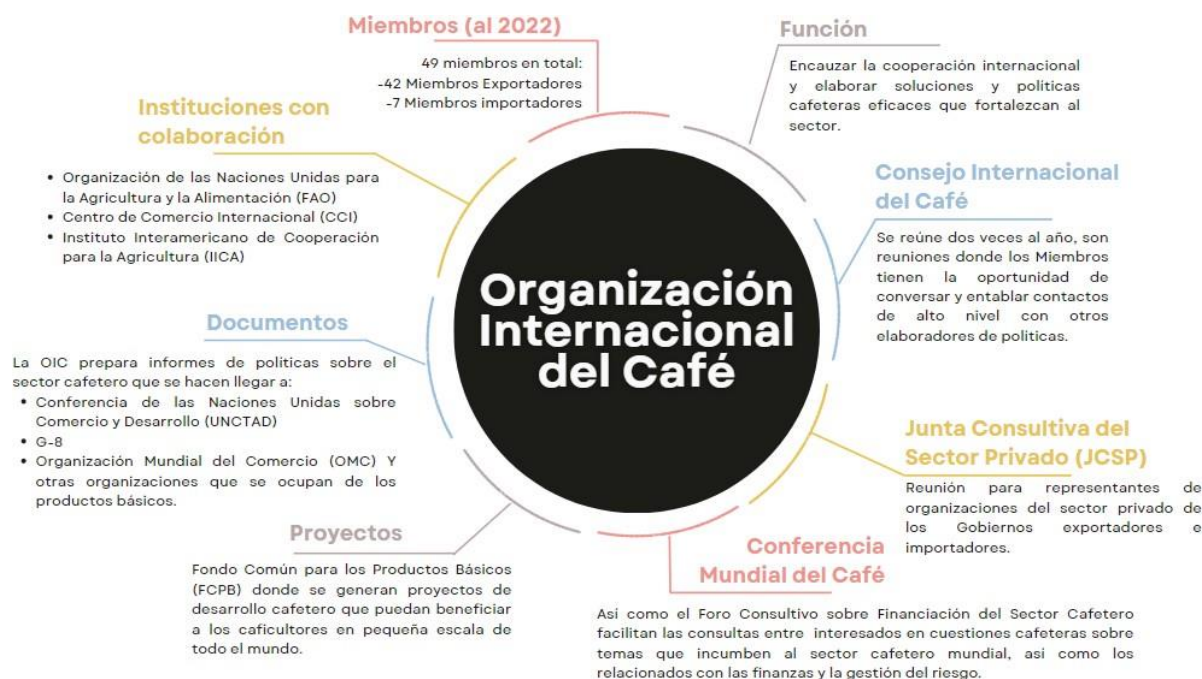 Miembros (al 2022)
49 miembros en total:
-42 Miembros Exportadores
-7 Miembros importadores
Función
Encauzar la cooperación internacional
y elaborar soluciones y políticas
cafeteras eficaces que fortalezcan al
sector.
Instituciones con
colaboración
• Organización de las Naciones Unidas para
la Agricultura y la Alimentación (FAO)
• Centro de Comercio Internacional (CCI)
• Instituto Interamericano de Cooperación
para la Agricultura (IICA)
Consejo Internacional
del Café
Se reúne dos veces al año, son
reuniones donde los Miembros
tienen la oportunidad de
conversar y entablar contactos
de alto nivel con otros
elaboradores de políticas.
Organización
Internacional
del Café
Documentos
La OIC prepara informes de políticas sobre el
sector cafetero que se hacen llegar a:
• Conferencia de las Naciones Unidas sobre
Comercio y Desarrollo (UNCTAD)
• G-8
• Organización Mundial del Comercio (OMC) Y
otras organizaciones que se ocupan de los
productos básicos.
Junta Consultiva del
Sector Privado (JCSP)
Reunión para representantes de
organizaciones del sector privado de
los Gobiernos exportadores e
importadores.
Proyectos
Fondo Común para los Productos Básicos
(FCPB) donde se generan proyectos de
desarrollo cafetero que puedan beneficiar
a los caficultores en pequeña escala de
todo el mundo.
Conferencia
Mundial del Café
Así como el Foro Consultivo sobre Financiación del Sector Cafetero
facilitan las consultas entre interesados en cuestiones cafeteras sobre
temas que incumben al sector cafetero mundial, así como los
relacionados con las finanzas y la gestión del riesgo.